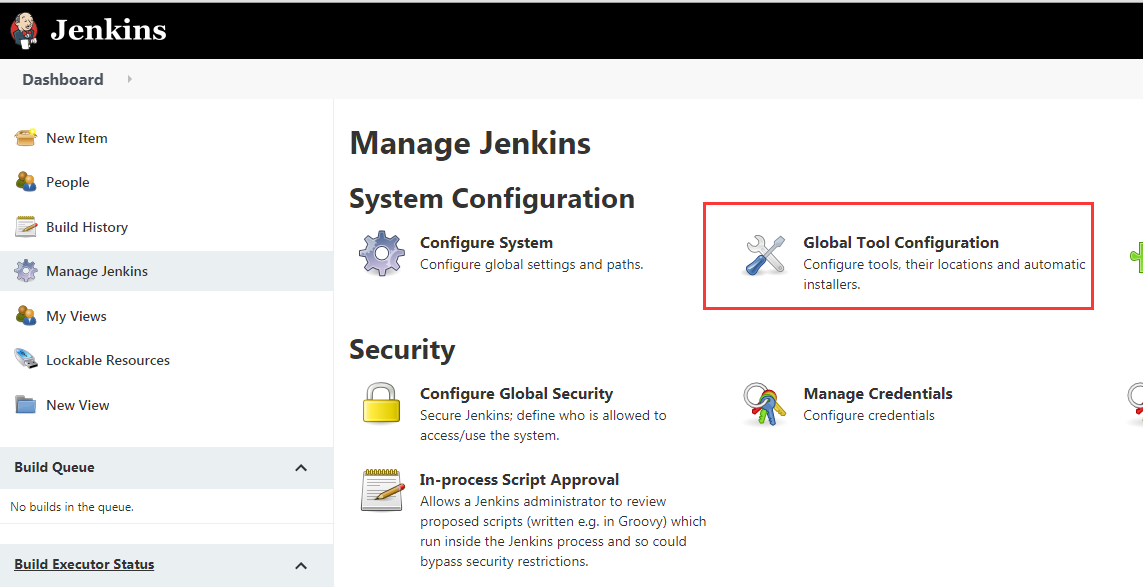 Jenkins
Dashboard
New Item
People
Build History
Manage Jenkins
My Views
Lockable Resources
New View
Build Queue
No builds in the queue.
Build Executor Status
Manage Jenkins
System Configuration
Configure System
Configure global settings and paths.
Global Tool Configuration
Configure tools, their locations and automatic
installers.
Security
Configure Global Security
Secure Jenkins; define who is allowed to
access/use the system.
Manage Credentials
Configure credentials
In-process Script Approval
Allows a Jenkins administrator to review
proposed scripts (written e.g. in Groovy) which
run inside the Jenkins process and so could
bypass security restrictions.